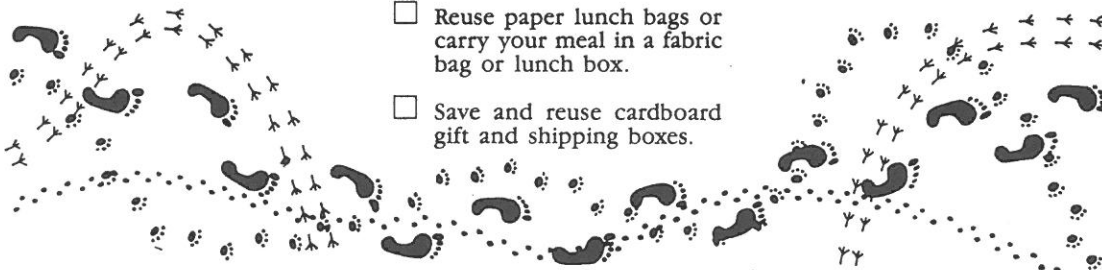 ☐ Reuse paper lunch bags or
carry your meal in a fabric
bag or lunch box.
☐ Save and reuse cardboard
gift and shipping boxes.